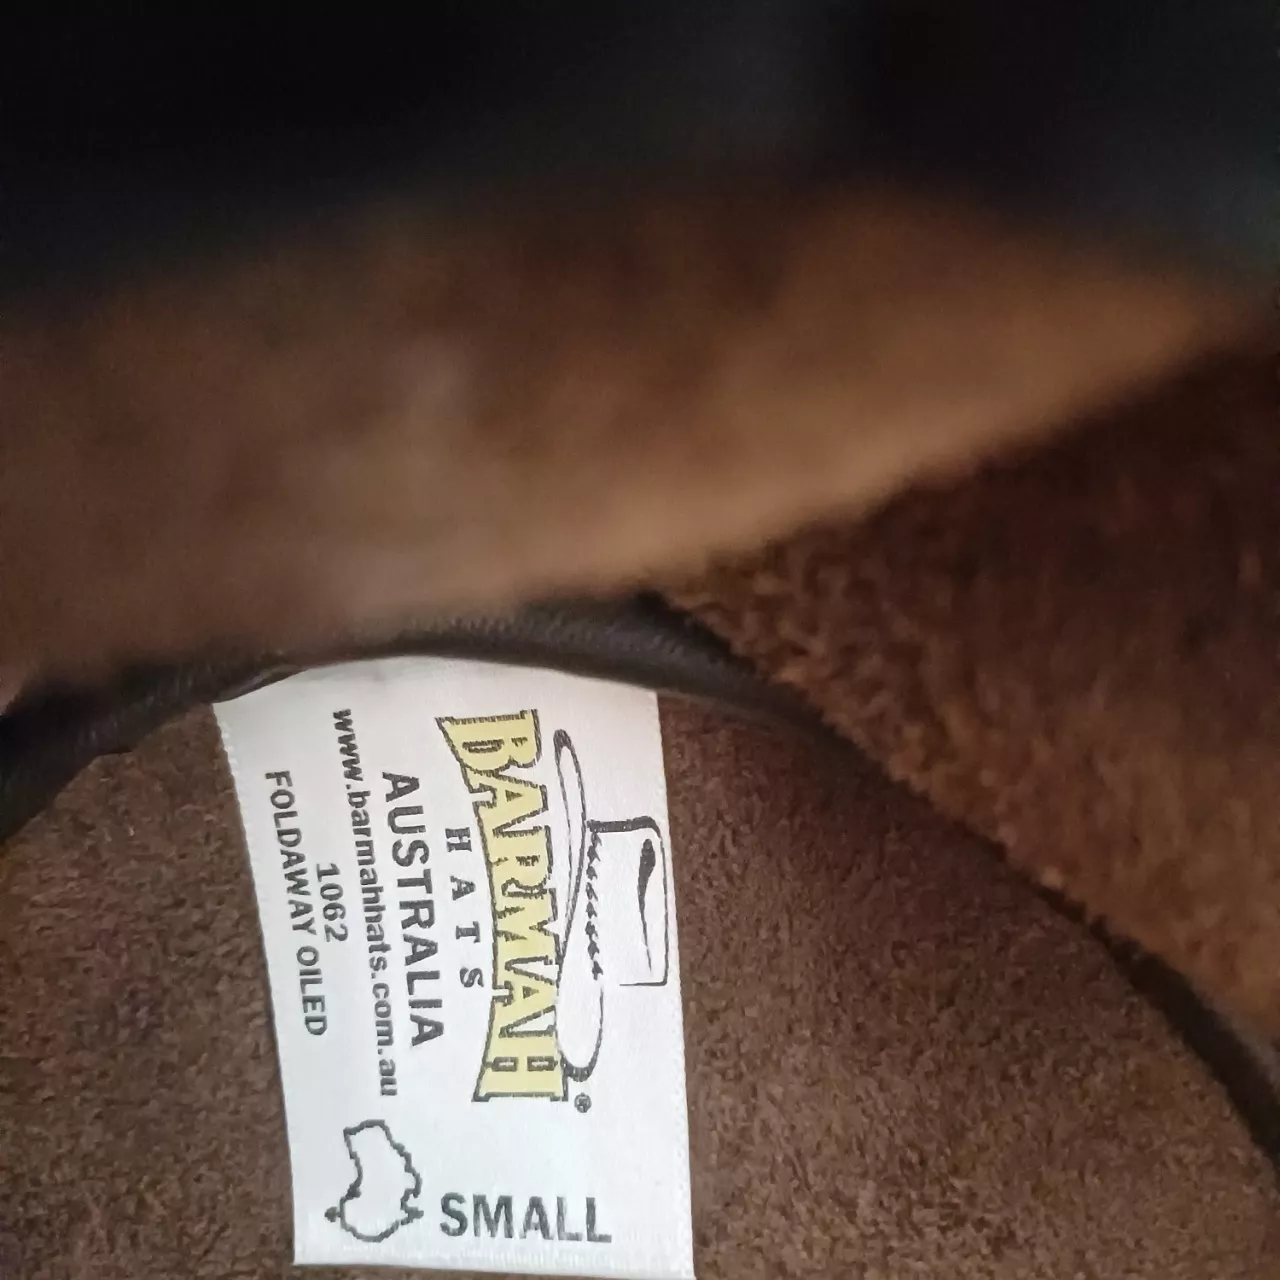 BARMAH®
HATS
AUSTRALIA
www.barmahhats.com.au
1062
FOLDAWAY OILED
SMALL